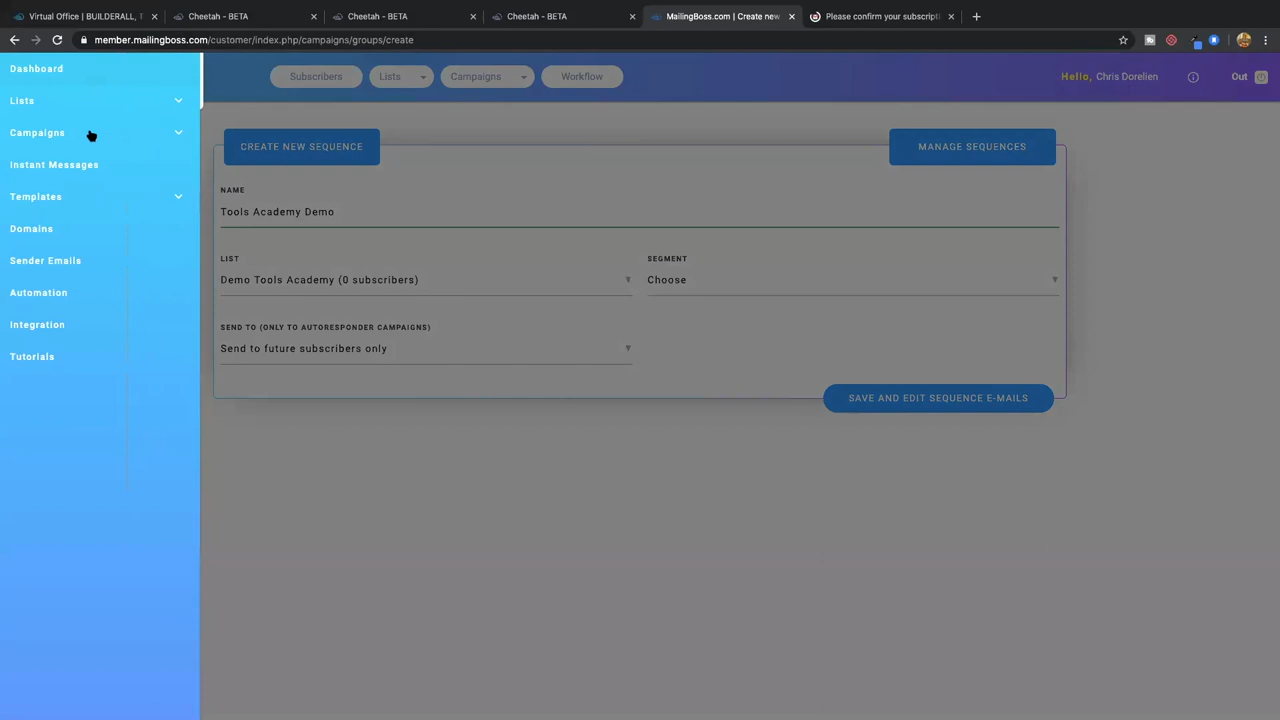 Virtual Office | BUILDERALL, T
Cheetah - BETA
Cheetah - BETA
Cheetah - BETA
MailingBoss.com | Create new
Please confirm your subscripti
member.mailingboss.com/customer/index.php/campaigns/groups/create
Dashboard
Lists
Campaigns
Instant Messages
Templates
Domains
Sender Emails
Automation
Integration
Tutorials
Subscribers
Lists
Campaigns
Workflow
Hello, Chris Dorelien
Out
CREATE NEW SEQUENCE
MANAGE SEQUENCES
NAME
Tools Academy Demo
LIST
SEGMENT
Demo Tools Academy (0 subscribers)
Choose
SEND TO (ONLY TO AUTORESPONDER CAMPAIGNS)
Send to future subscribers only
SAVE AND EDIT SEQUENCE E-MAILS